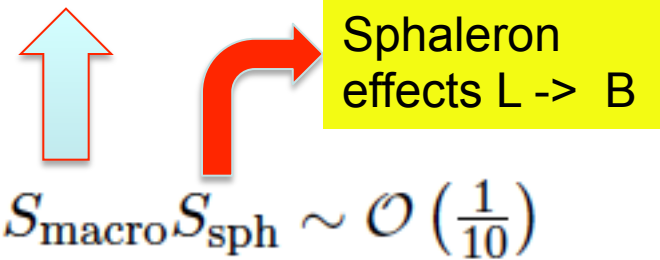 Sphaleron
effects L -> B
S_macro S_sph ∼ 𝒪 (1/10)